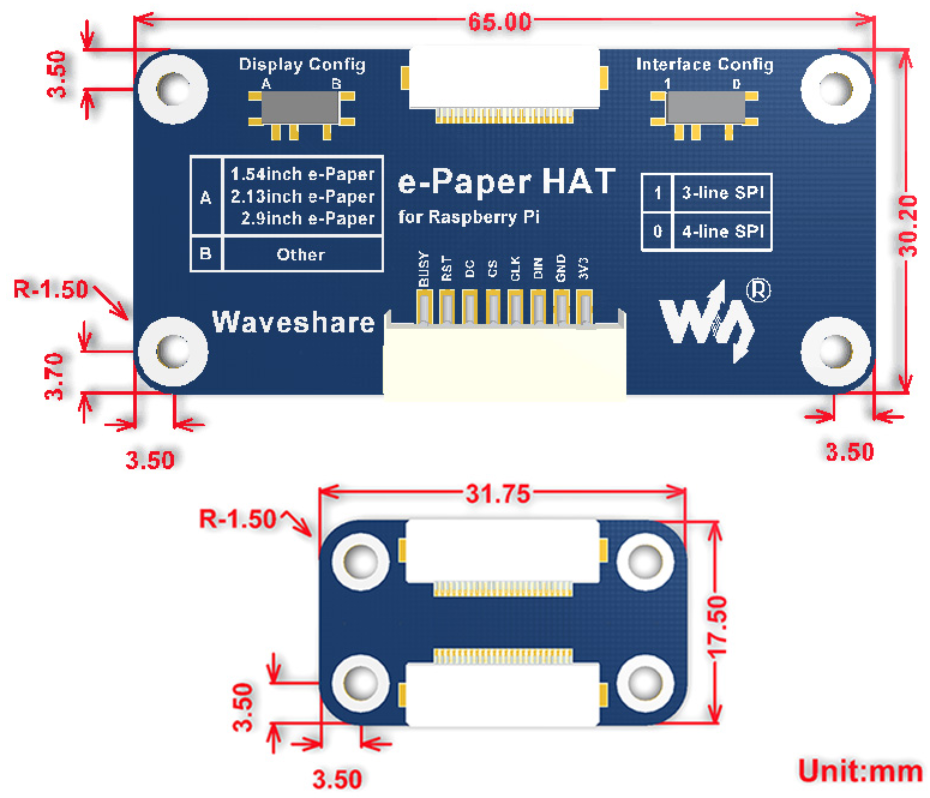 65.00
3.50
Display Config
A B
Interface Config
1 0
A
1.54inch e-Paper
2.13inch e-Paper
2.9inch e-Paper
B Other
e-Paper HAT
for Raspberry Pi
1 3-line SPI
0 4-line SPI
30.20
BUSY RST DC CS CLK DIN GND 3V3
R-1.50
Waveshare
®
3.70
3.50
3.50
31.75
R-1.50
17.50
3.50
3.50
Unit:mm